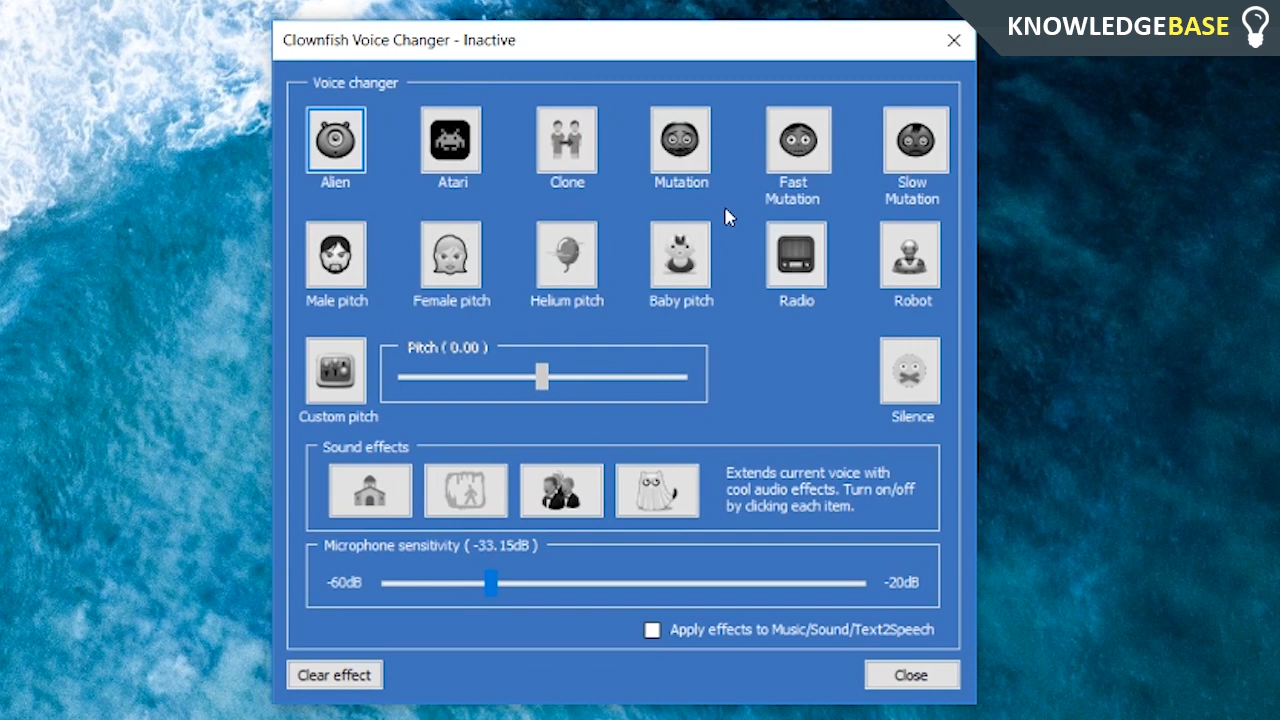 KNOWLEDGEBASE
Clownfish Voice Changer - Inactive
Voice changer
Alien
Atari
Clone
Mutation
Fast
Mutation
Slow
Mutation
Male pitch
Female pitch
Helium pitch
Baby pitch
Radio
Robot
Pitch ( 0.00 )
Custom pitch
Silence
Sound effects
Extends current voice with
cool audio effects. Turn on/off
by clicking each item.
Microphone sensitivity ( -33.15dB )
-60dB
-20dB
Apply effects to Music/Sound/Text2Speech
Clear effect
Close